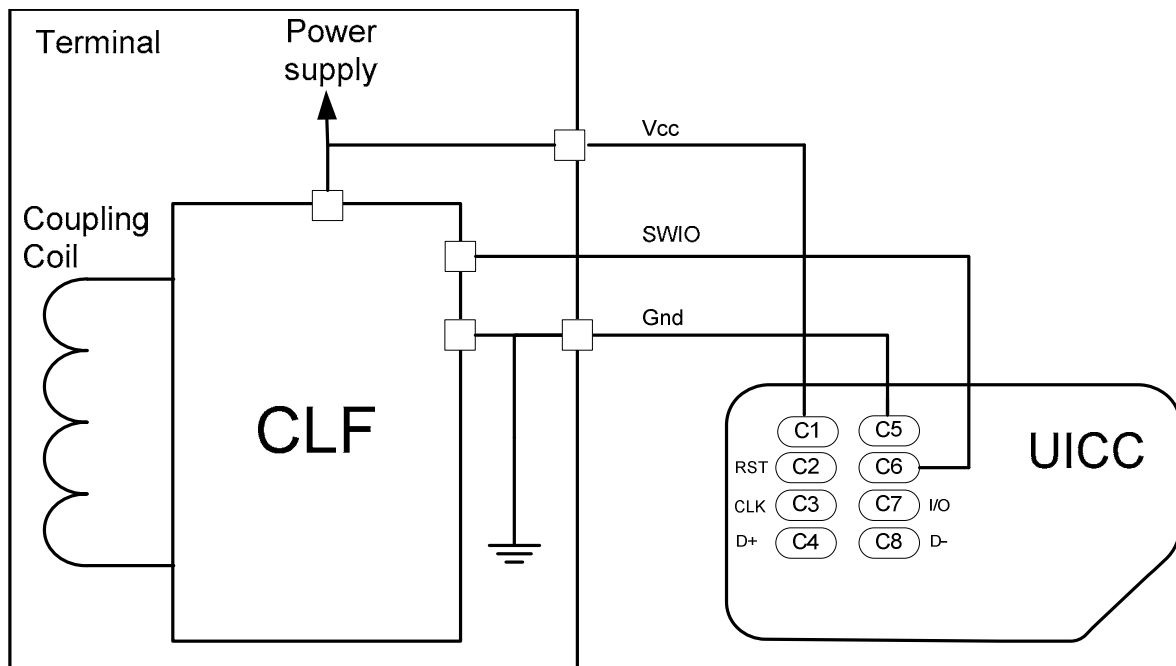 Terminal
Power
supply
Vcc
Coupling
Coil
SWIO
Gnd
CLF
UICC
C1 C5
RST C2 C6
CLK C3 C7 I/O
D+ C4 C8 D-